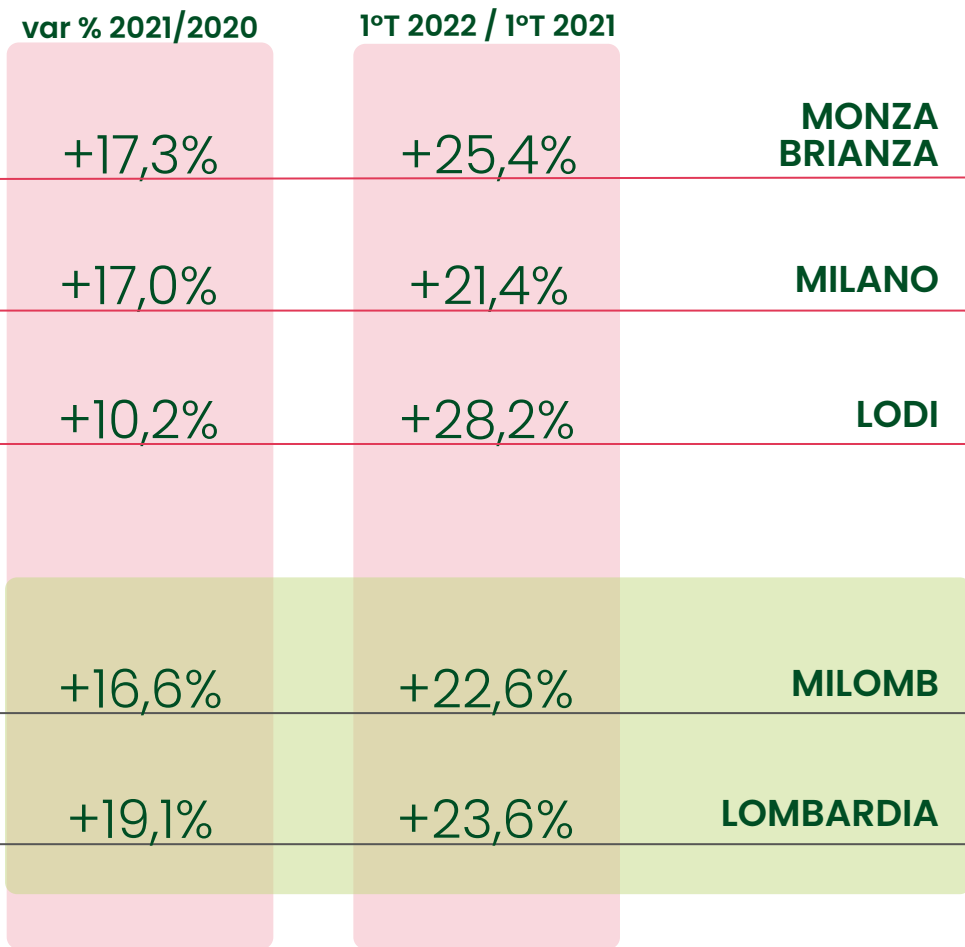 var % 2021/2020 1°T 2022 / 1°T 2021
+17,3% +25,4% MONZA
BRIANZA
+17,0% +21,4% MILANO
+10,2% +28,2% LODI
+16,6% +22,6% MILOMB
+19,1% +23,6% LOMBARDIA